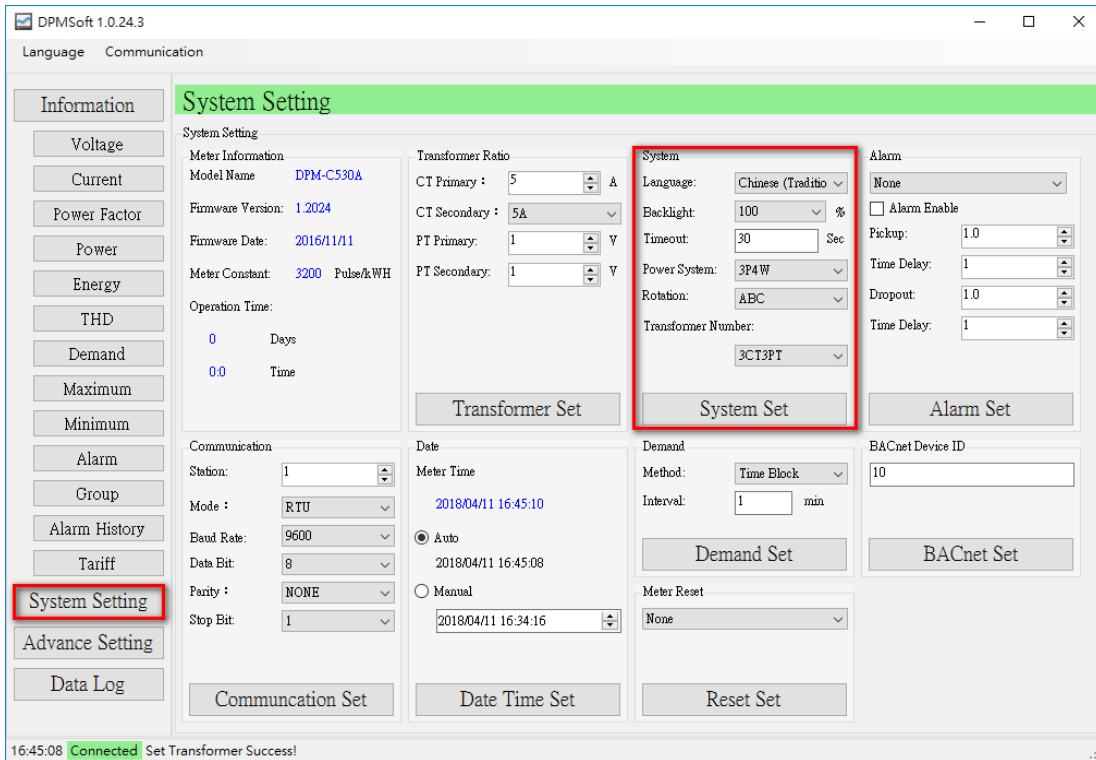 DPMSoft 1.0.24.3
Language Communication
Information
Voltage
Current
Power Factor
Power
Energy
THD
Demand
Maximum
Minimum
Alarm
Group
Alarm History
Tariff
System Setting
Advance Setting
Data Log
System Setting
System Setting
Meter Information
Model Name DPM-C530A
Firmware Version: 1.2024
Firmware Date: 2016/11/11
Meter Constant: 3200 Pulse/kWH
Operation Time:
0 Days
0:0 Time
Transformer Ratio
CT Primary： 5 A
CT Secondary： 5A
PT Primary: 1 V
PT Secondary: 1 V
Transformer Set
System
Language: Chinese (Traditio
Backlight: 100 %
Timeout: 30 Sec
Power System: 3P4W
Rotation: ABC
Transformer Number:
3CT3PT
System Set
Alarm
None
Alarm Enable
Pickup: 1.0
Time Delay: 1
Dropout: 1.0
Time Delay: 1
Alarm Set
Communication
Station: 1
Mode： RTU
Baud Rate: 9600
Data Bit: 8
Parity： NONE
Stop Bit: 1
Communcation Set
Date
Meter Time
2018/04/11 16:45:10
Auto
2018/04/11 16:45:08
Manual
2018/04/11 16:34:16
Date Time Set
Demand
Method: Time Block
Interval: 1 min
Demand Set
BACnet Device ID
10
BACnet Set
Meter Reset
None
Reset Set
16:45:08 Connected Set Transformer Success!